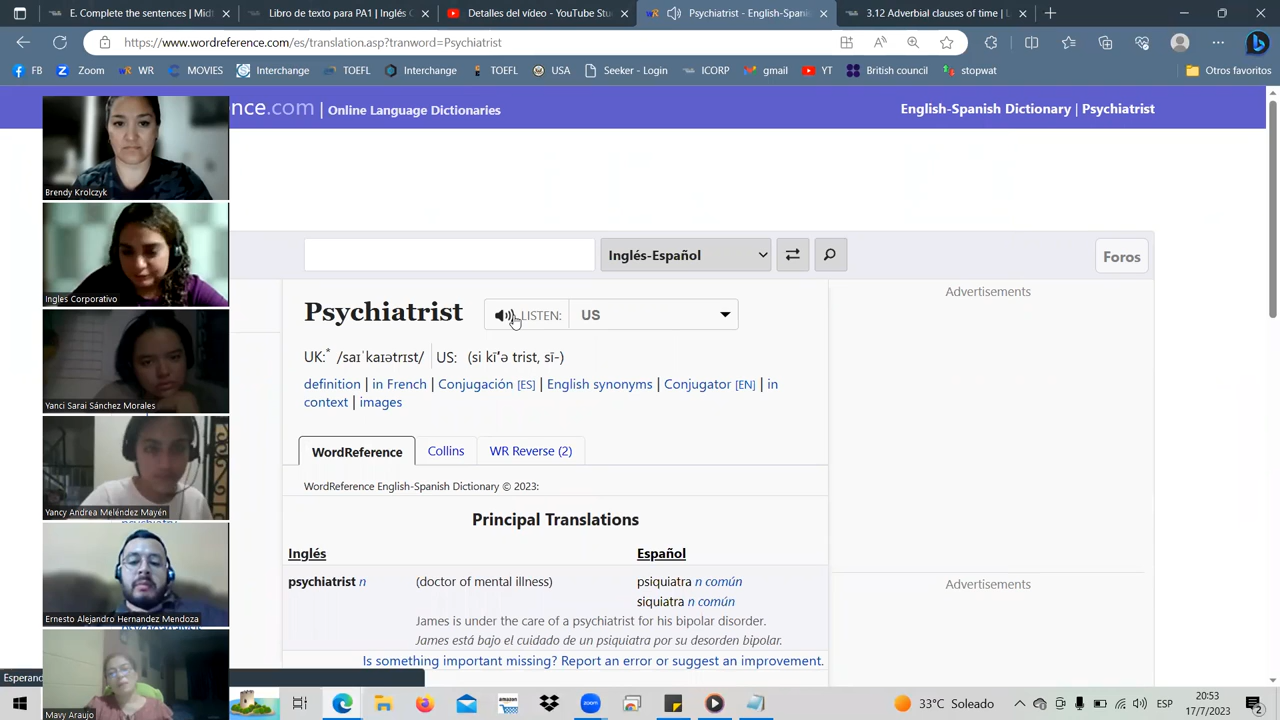 enciones E | Mid
Libro de texto PA1 | Inglés CA
Detalles del vídeo - YouTube Stu
Psychiatrist - English-Spani
3.12 Adverbial clauses of time | L
https://www.wordreference.com/es/translation.asp?tranword=Psychiatrist
FB
Zoom
WR
MOVIES
Interchange
TOEFL
Interchange
TOEFL
USA
Seeker - Login
ICORP
gmail
YT
British council
stopwat
Otros favoritos
nce.com | Online Language Dictionaries
English-Spanish Dictionary | Psychiatrist
Inglés-Español
Foros
Advertisements
Psychiatrist
LISTEN:
US
UK:* /saɪˈkaɪətrɪst/
US: (si kī′ə trist, sī-)
definition | in French | Conjugación [ES] | English synonyms | Conjugator [EN] | in
context | images
WordReference
Collins
WR Reverse (2)
WordReference English-Spanish Dictionary © 2023:
Principal Translations
Inglés
Español
psychiatrist n
(doctor of mental illness)
psiquiatra n común
siquiatra n común
James is under the care of a psychiatrist for his bipolar disorder.
James está bajo el cuidado de un psiquiatra por su desorden bipolar.
Is something important missing? Report an error or suggest an improvement.
Advertisements
Brendy Krolczyk
Ingles Corporativo
Yanci Sarai Sánchez Morales
Yancy Andrea Meléndez Mayén
Ernesto Alejandro Hernandez Mendoza
Mavy Araujo
Esperano
amazon
zoom
33°C Soleado
ESP
20:53
17/7/2023
2